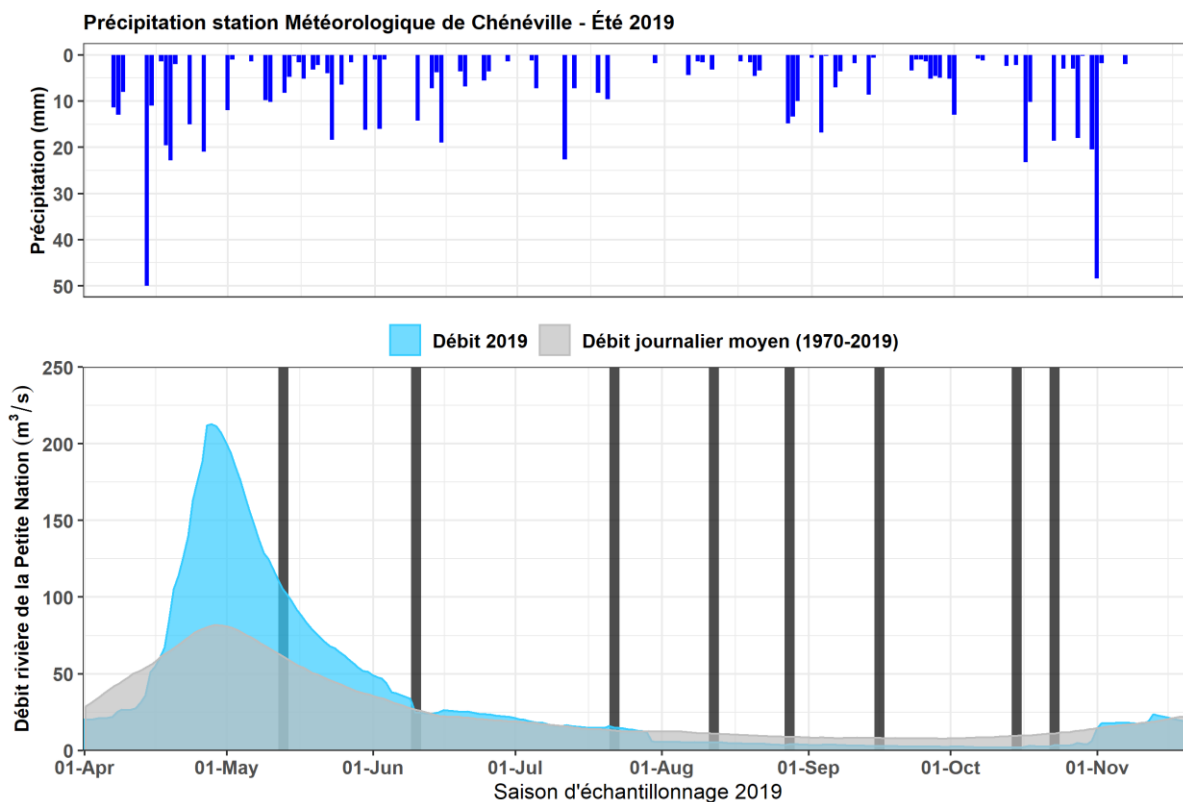 Précipitation station Météorologique de Chénéville - Été 2019
Précipitation (mm)
0
10
20
30
40
50
Débit 2019
Débit journalier moyen (1970-2019)
Débit rivière de la Petite Nation (m³/s)
250
200
150
100
50
0
01-Apr 01-May 01-Jun 01-Jul 01-Aug 01-Sep 01-Oct 01-Nov
Saison d'échantillonnage 2019